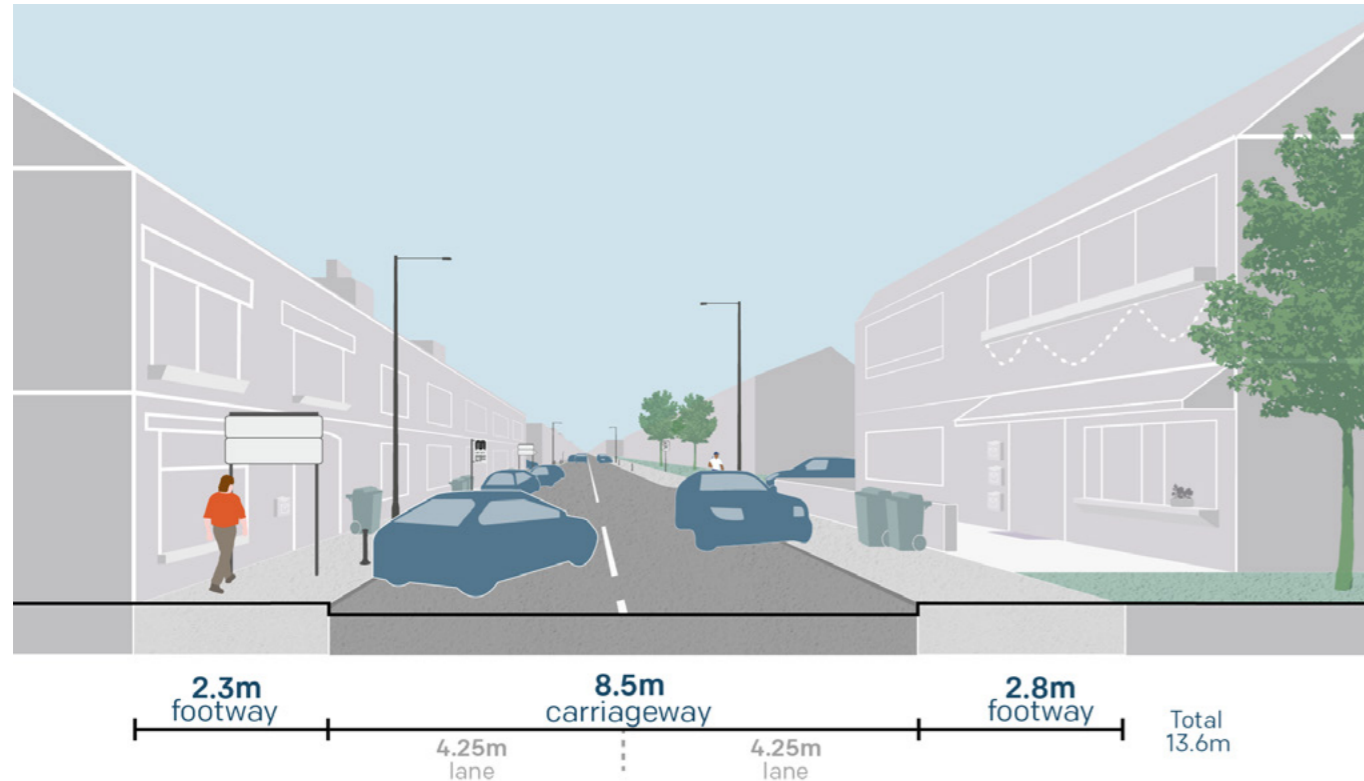 2.3m
footway
8.5m
carriageway
2.8m
footway
Total
13.6m
4.25m
lane
4.25m
lane